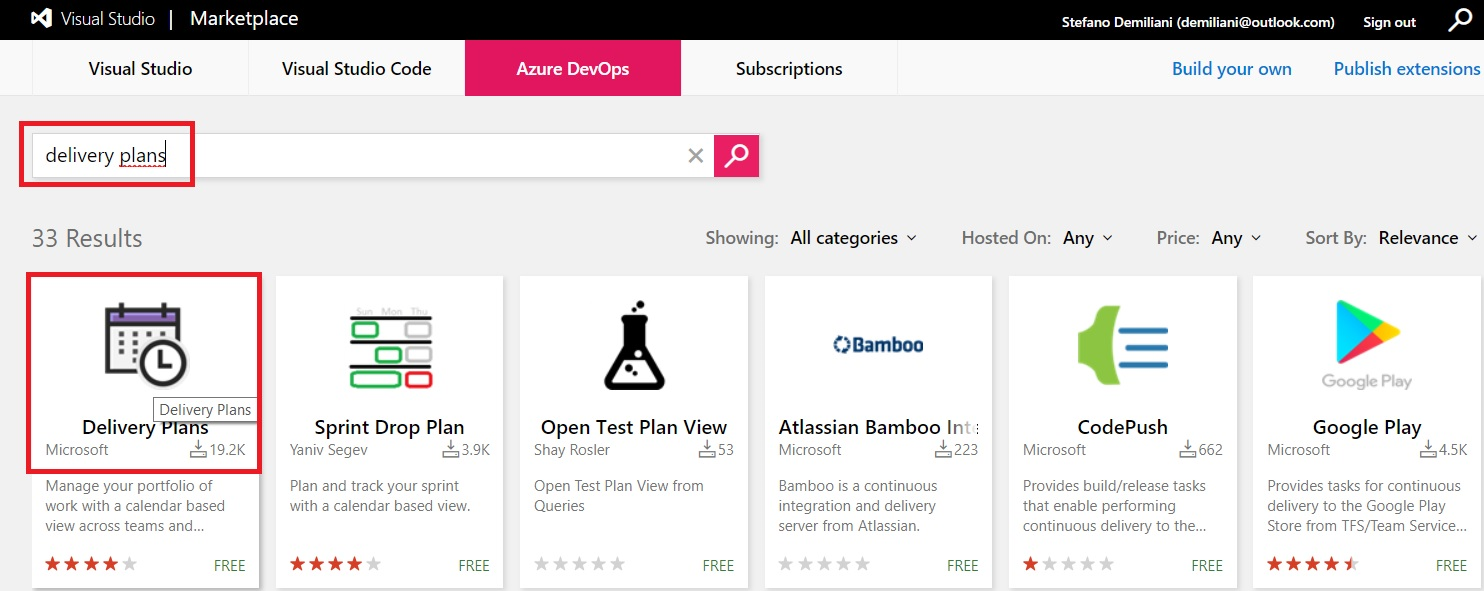 Visual Studio | Marketplace
Stefano Demiliani (demiliani@outlook.com) Sign out
Visual Studio Visual Studio Code Azure DevOps Subscriptions Build your own Publish extensions
delivery plans
33 Results
Showing: All categories Hosted On: Any Price: Any Sort By: Relevance
Sun Mon Thu
Bamboo
Google Play
Delivery Plans
Delivery Plans
Microsoft 19.2K
Manage your portfolio of
work with a calendar based
view across teams and...
FREE
Sprint Drop Plan
Yaniv Segev 3.9K
Plan and track your sprint
with a calendar based view.
FREE
Open Test Plan View
Shay Rosler 53
Open Test Plan View from
Queries
FREE
Atlassian Bamboo Inte
Microsoft 223
Bamboo is a continuous
integration and delivery
server from Atlassian.
FREE
CodePush
Microsoft 662
Provides build/release tasks
that enable performing
continuous delivery to the...
FREE
Google Play
Microsoft 4.5K
Provides tasks for continuous
delivery to the Google Play
Store from TFS/Team Service...
FREE